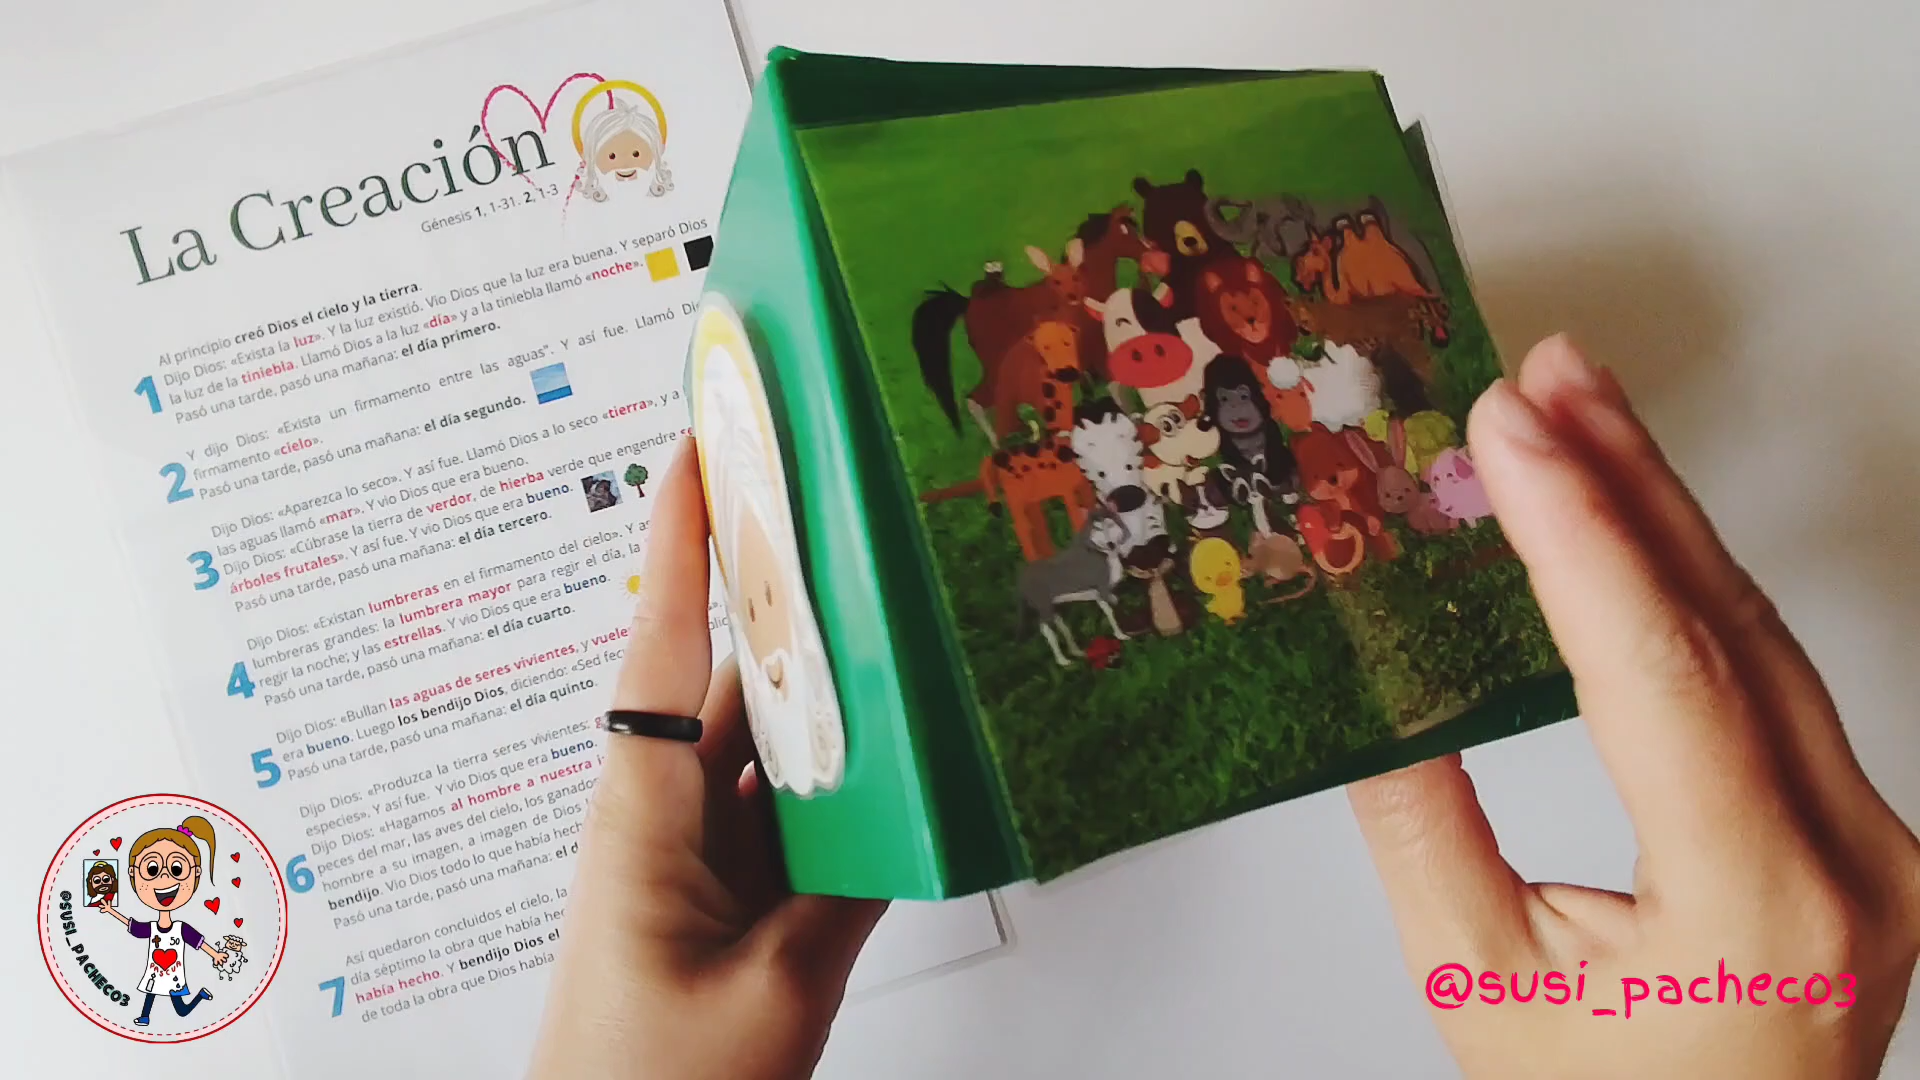 La Creación
Génesis 1, 1-31. 2, 1-3
Al principio creó Dios el cielo y la tierra.
1
Dijo Dios: «Exista la luz». Y la luz existió. Vio Dios que la luz era buena. Y separó Dios
la luz de la tiniebla. Llamó Dios a la luz «día» y a la tiniebla llamó «noche».
Pasó una tarde, pasó una mañana: el día primero.
2
Y dijo Dios: «Exista un firmamento entre las aguas". Y así fue. Llamó
firmamento «cielo».
Pasó una tarde, pasó una mañana: el día segundo.
3
Dijo Dios: «Aparezca lo seco». Y así fue. Llamó Dios a lo seco «tierra», y a
las aguas llamó «mar». Y vio Dios que era bueno.
Dijo Dios: «Cúbrase la tierra de verdor, de hierba verde que engendre
árboles frutales». Y así fue. Y vio Dios que era bueno.
Pasó una tarde, pasó una mañana: el día tercero.
4
Dijo Dios: «Existan lumbreras en el firmamento del cielo». Y
lumbreras grandes: la lumbrera mayor para regir el día, la
regir la noche; y las estrellas. Y vio Dios que era bueno.
Pasó una tarde, pasó una mañana: el día cuarto.
5
Dijo Dios: «Bullan las aguas de seres vivientes, y
era bueno. Luego los bendijo Dios, diciendo: «Sed
Pasó una tarde, pasó una mañana: el día quinto.
6
Dijo Dios: «Produzca la tierra seres vivientes:
especies». Y así fue. Y vio Dios que era bueno.
Dijo Dios: «Hagamos al hombre a nuestra
peces del mar, las aves del cielo, los ganados
hombre a su imagen, a imagen de Dios
bendijo. Vio Dios todo lo que había hecho
Pasó una tarde, pasó una mañana: el
7
Así quedaron concluidos el cielo, la
día séptimo la obra que había
había hecho. Y bendijo Dios el
de toda la obra que Dios había
@SUSI_PACHECO3
50
PASCUA
@susi_pacheco3